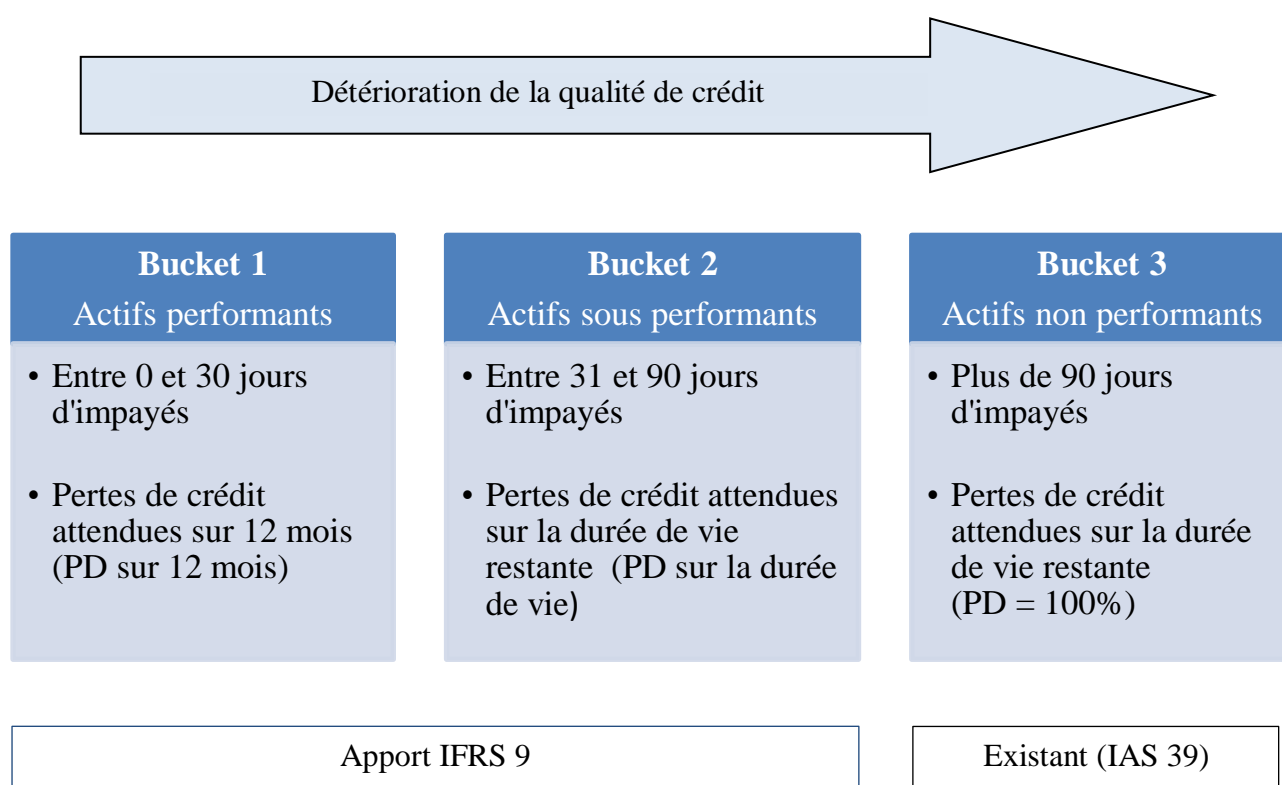 Détérioration de la qualité de crédit
Bucket 1
Actifs performants
• Entre 0 et 30 jours
d'impayés
• Pertes de crédit
attendues sur 12 mois
(PD sur 12 mois)
Bucket 2
Actifs sous performants
• Entre 31 et 90 jours
d'impayés
• Pertes de crédit attendues
sur la durée de vie
restante (PD sur la durée
de vie)
Bucket 3
Actifs non performants
• Plus de 90 jours
d'impayés
• Pertes de crédit
attendues sur la durée
de vie restante
(PD = 100%)
Apport IFRS 9
Existant (IAS 39)